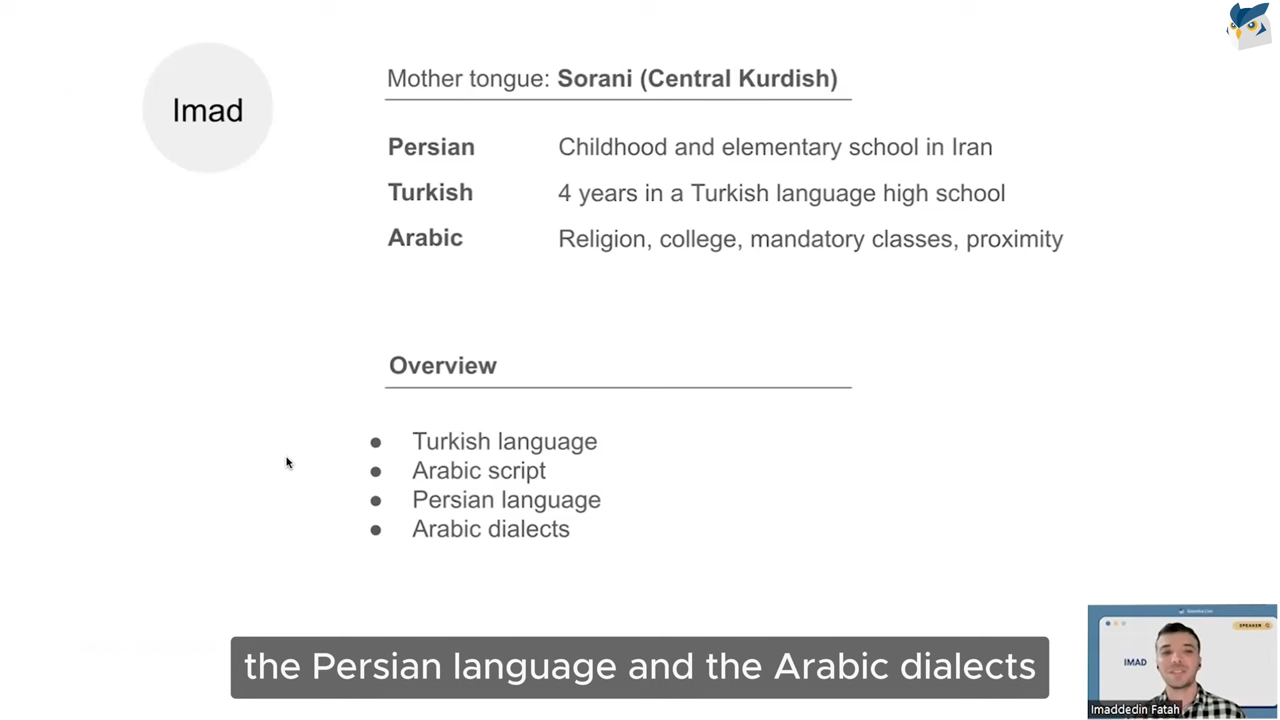 Imad
Mother tongue: Sorani (Central Kurdish)
Persian Childhood and elementary school in Iran
Turkish 4 years in a Turkish language high school
Arabic Religion, college, mandatory classes, proximity
Overview
● Turkish language
● Arabic script
● Persian language
● Arabic dialects
the Persian language and the Arabic dialects
SPEAKER
IMAD
Imaddedin Fatah